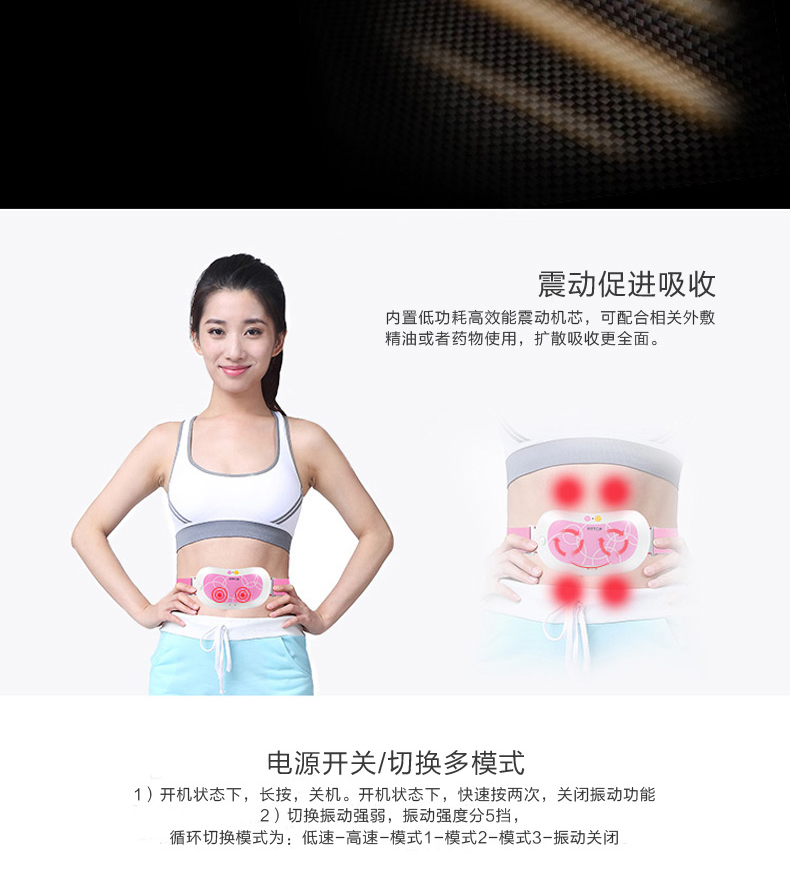 震动促进吸收
内置低功耗高效能震动机芯，可配合相关外敷
精油或者药物使用，扩散吸收更全面。
电源开关/切换多模式
1）开机状态下，长按，关机。开机状态下，快速按两次，关闭振动功能
2）切换振动强弱，振动强度分5挡，
循环切换模式为：低速-高速-模式1-模式2-模式3-振动关闭